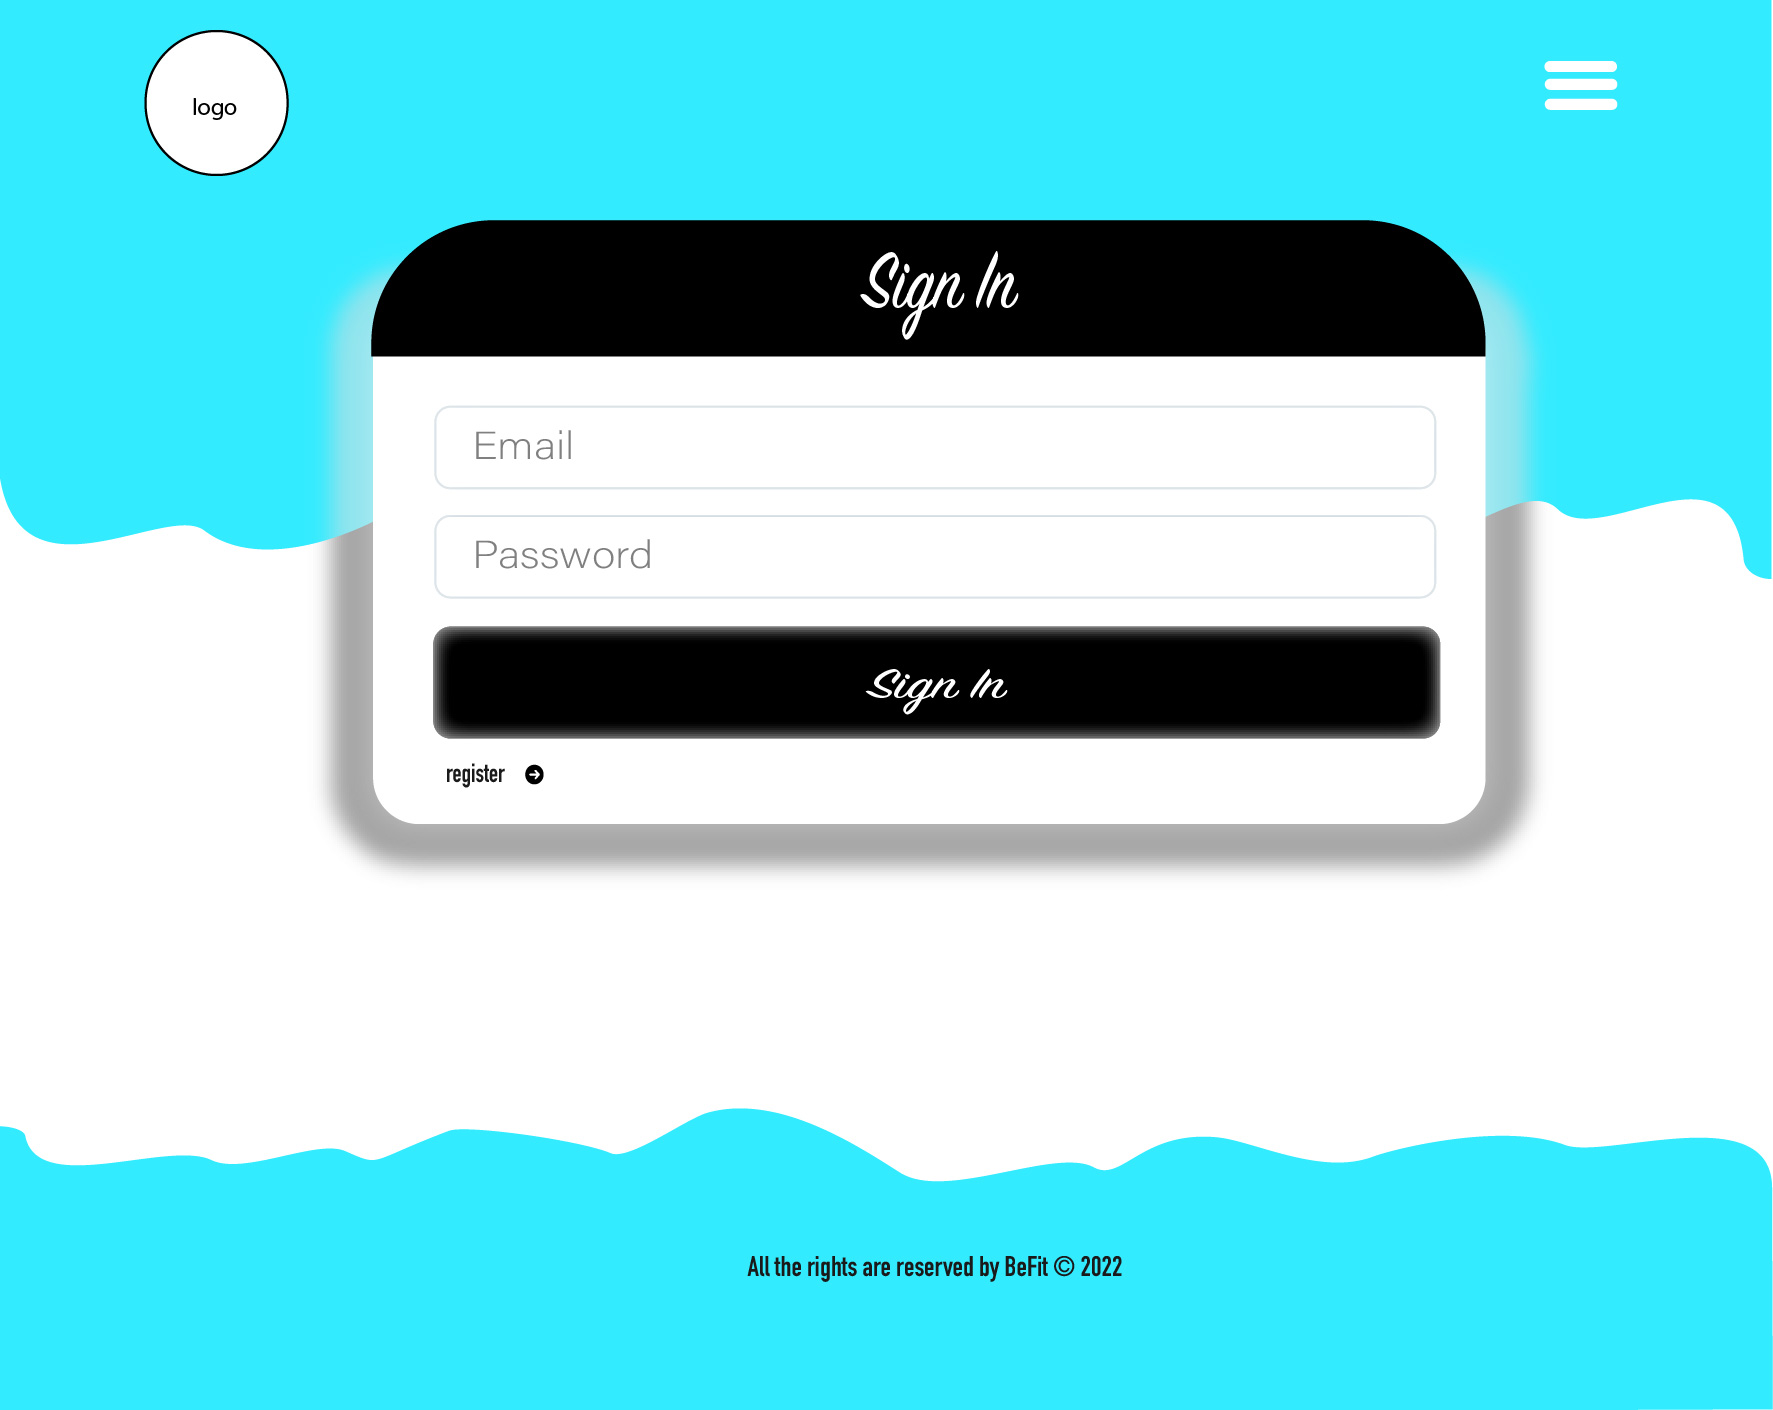 logo
Sign In
Email
Password
Sign In
register
All the rights are reserved by BeFit © 2022